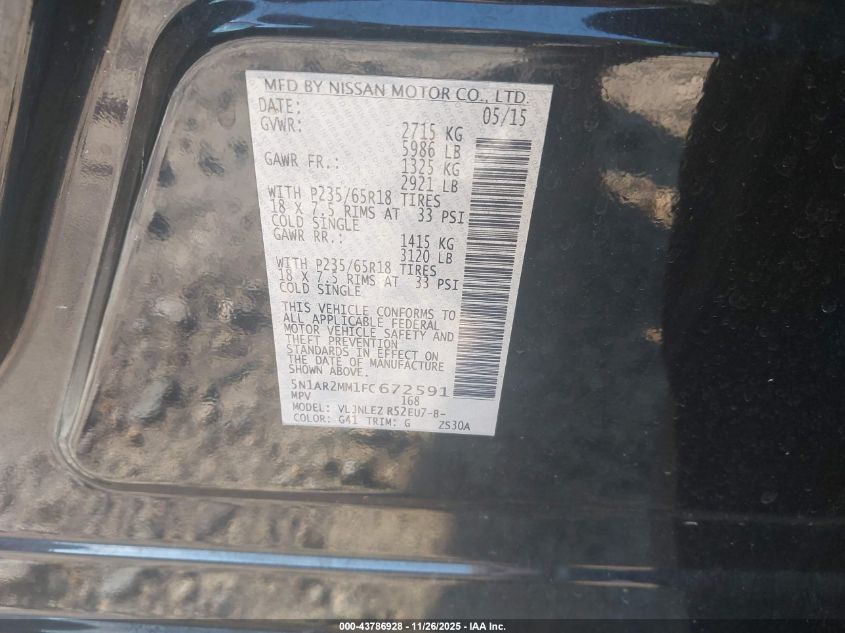 MFD BY NISSAN MOTOR CO., LTD.
DATE: 05/15
GVWR: 2715 KG
5986 LB
GAWR FR.: 1325 KG
2921 LB
WITH P235/65R18 TIRES
18 X 7.5 RIMS AT 33 PSI
COLD SINGLE
GAWR RR.: 1415 KG
3120 LB
WITH P235/65R18 TIRES
18 X 7.5 RIMS AT 33 PSI
COLD SINGLE
THIS VEHICLE CONFORMS TO
ALL APPLICABLE FEDERAL
MOTOR VEHICLE SAFETY AND
THEFT PREVENTION
STANDARDS IN EFFECT ON
THE DATE OF MANUFACTURE
SHOWN ABOVE.
5N1AR2MM1FC672591
MPV 168
MODEL: R52EU7-B-
COLOR: G41 TRIM: G ZS30A
000-43786928 - 11/26/2025 - IAA Inc.